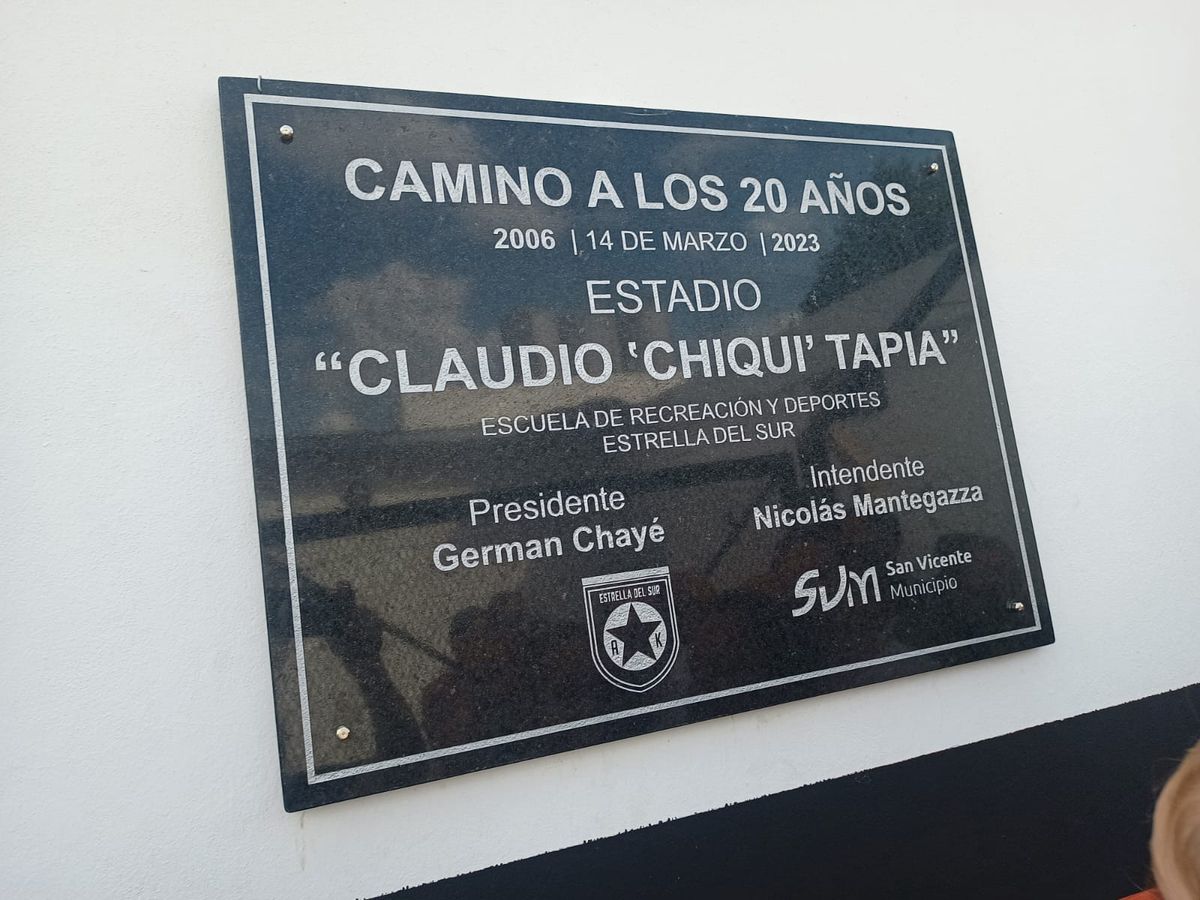 CAMINO A LOS 20 AÑOS
2006 | 14 DE MARZO | 2023
ESTADIO
“CLAUDIO ‘CHIQUI’ TAPIA”
ESCUELA DE RECREACIÓN Y DEPORTES
ESTRELLA DEL SUR
Presidente
German Chayé
ESTRELLA DEL SUR
A K
Intendente
Nicolás Mantegazza
SVM San Vicente
Municipio